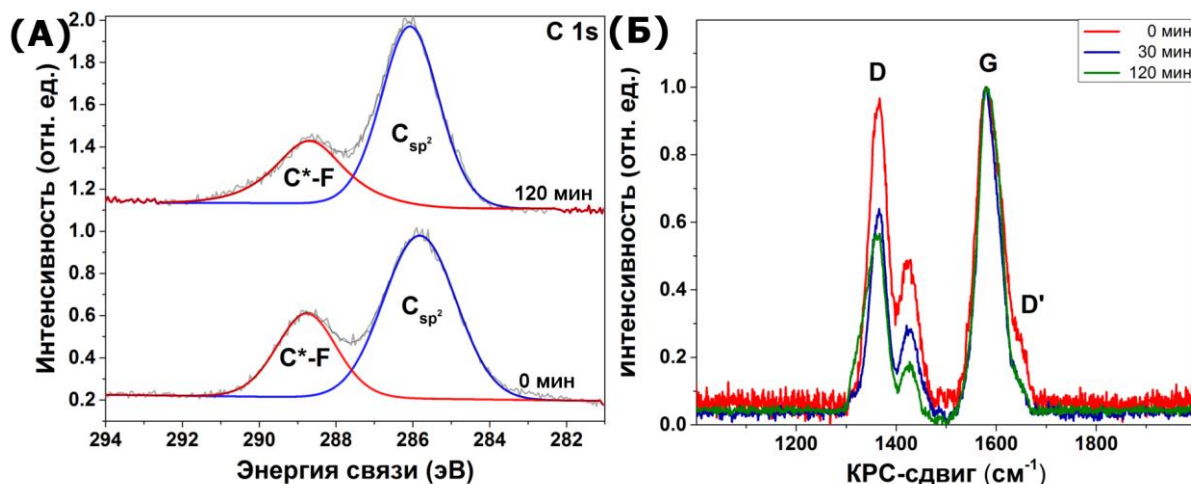 (А)
C 1s
2.0
1.8
1.6
1.4
1.2
1.0
0.8
0.6
0.4
0.2
Интенсивность (отн. ед.)
C*-F
Csp²
120 мин
C*-F
Csp²
0 мин
294 292 290 288 286 284 282
Энергия связи (эВ)
(Б)
0 мин
30 мин
120 мин
D
G
D'
1.0
0.8
0.6
0.4
0.2
0.0
Интенсивность (отн. ед.)
1200 1400 1600 1800
КРС-сдвиг (см⁻¹)